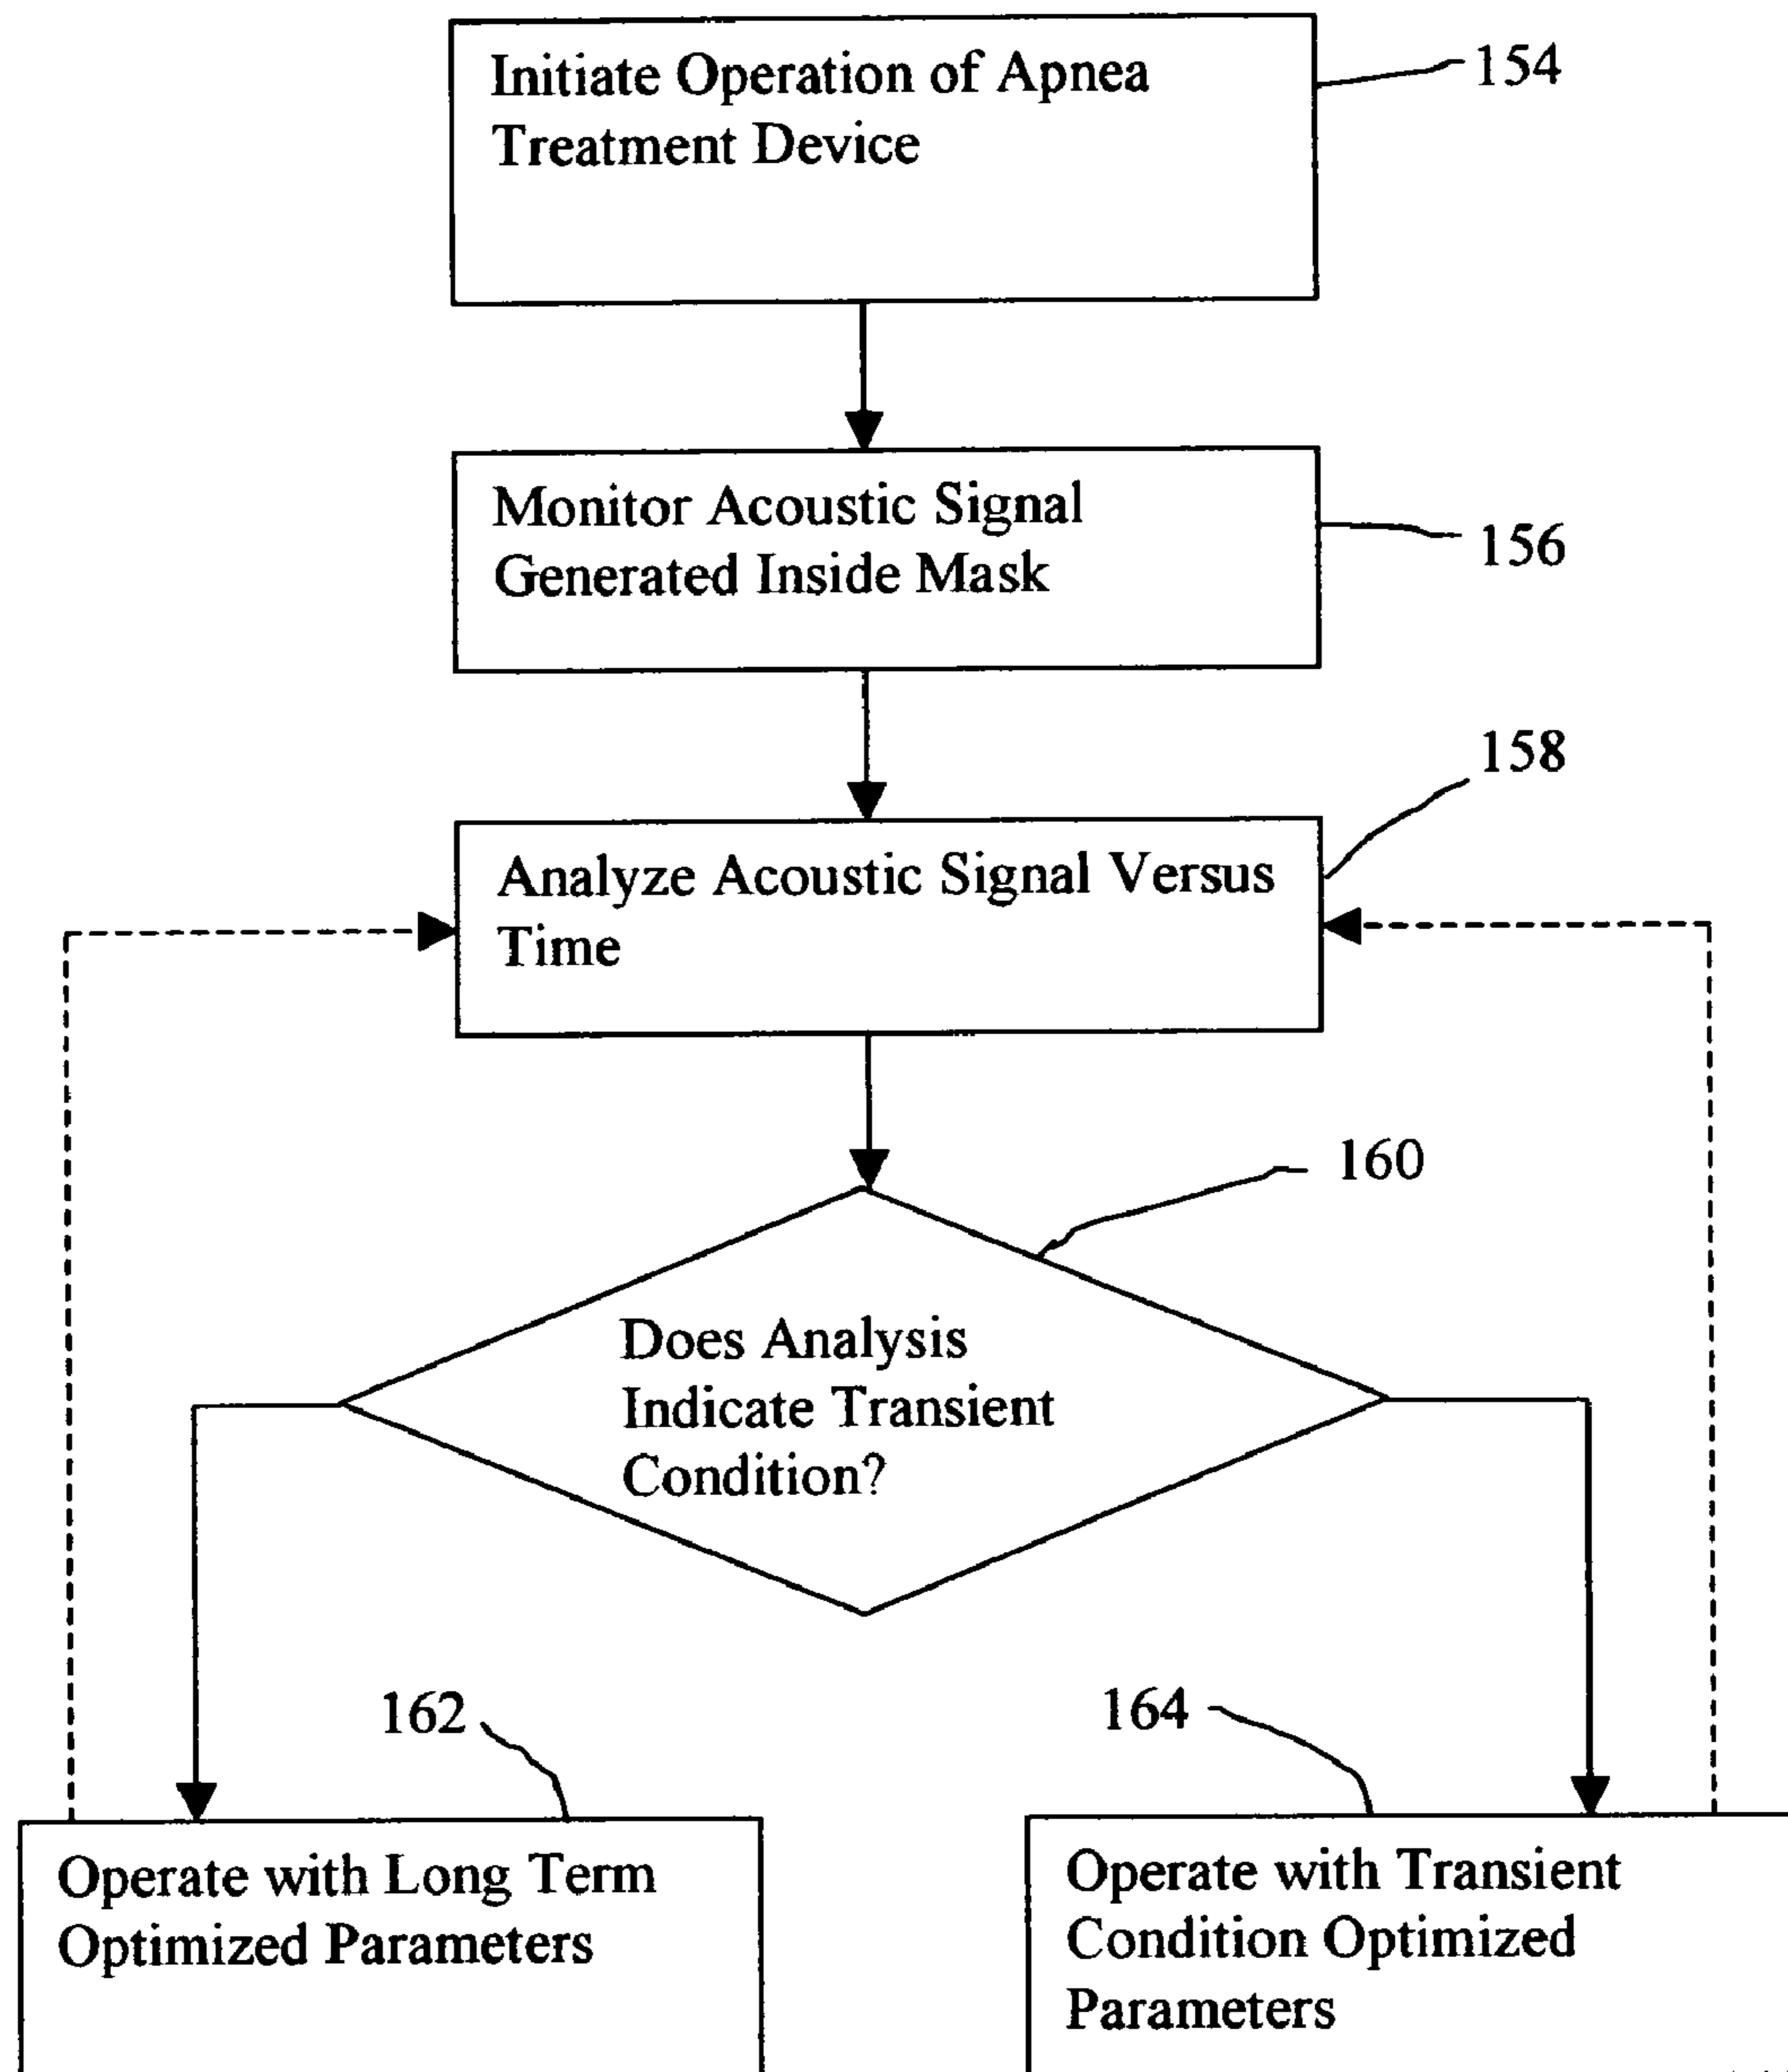 Initiate Operation of Apnea
Treatment Device
154
Monitor Acoustic Signal
Generated Inside Mask
156
158
Analyze Acoustic Signal Versus
Time
160
Does Analysis
Indicate Transient
Condition?
162
164
Operate with Long Term
Optimized Parameters
Operate with Transient
Condition Optimized
Parameters